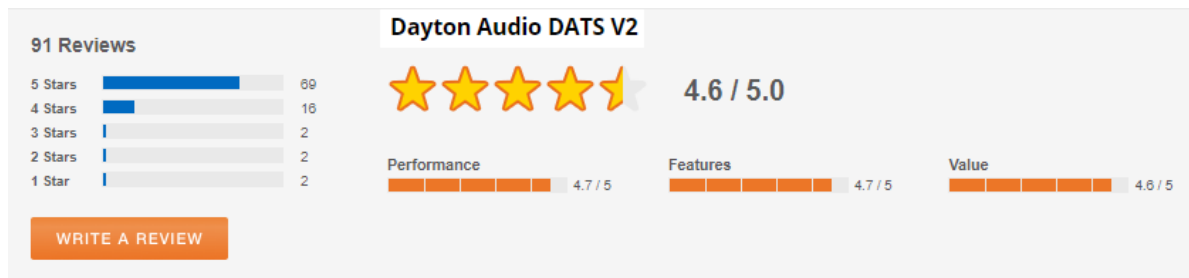 91 Reviews
5 Stars 69
4 Stars 16
3 Stars 2
2 Stars 2
1 Star 2
WRITE A REVIEW
Dayton Audio DATS V2
4.6 / 5.0
Performance
4.7 / 5
Features
4.7 / 5
Value
4.6 / 5